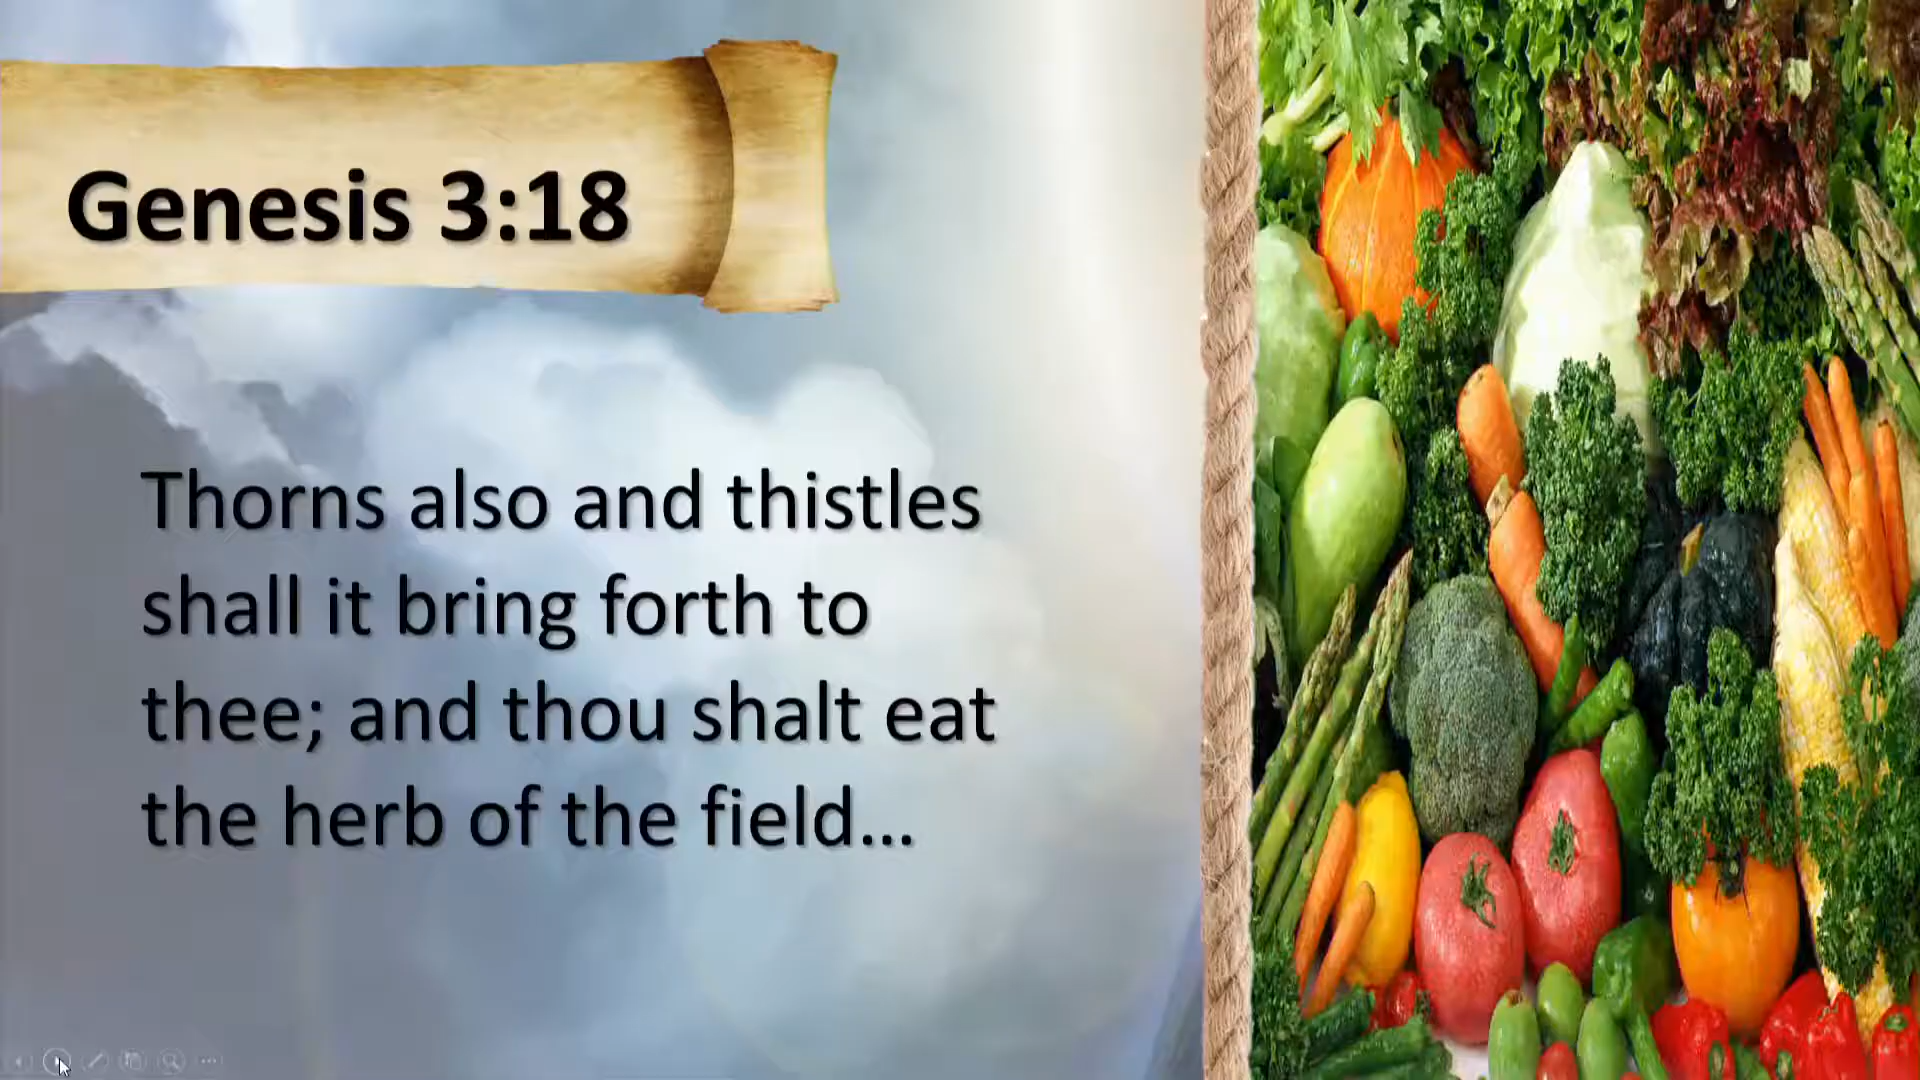 Genesis 3:18
Thorns also and thistles
shall it bring forth to
thee; and thou shalt eat
the herb of the field...